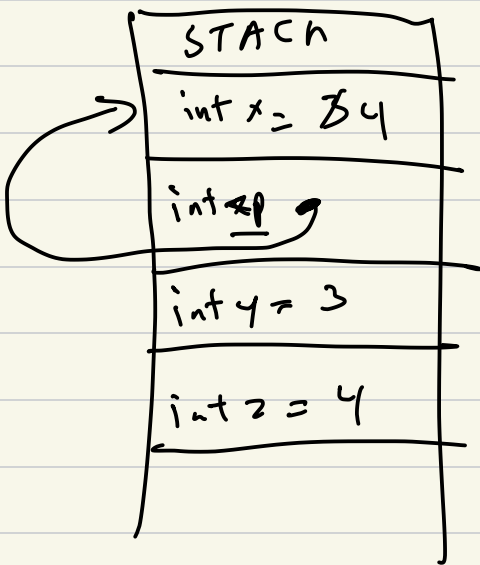 STACK
int x = 4
int *p
int y = 3
int z = 4